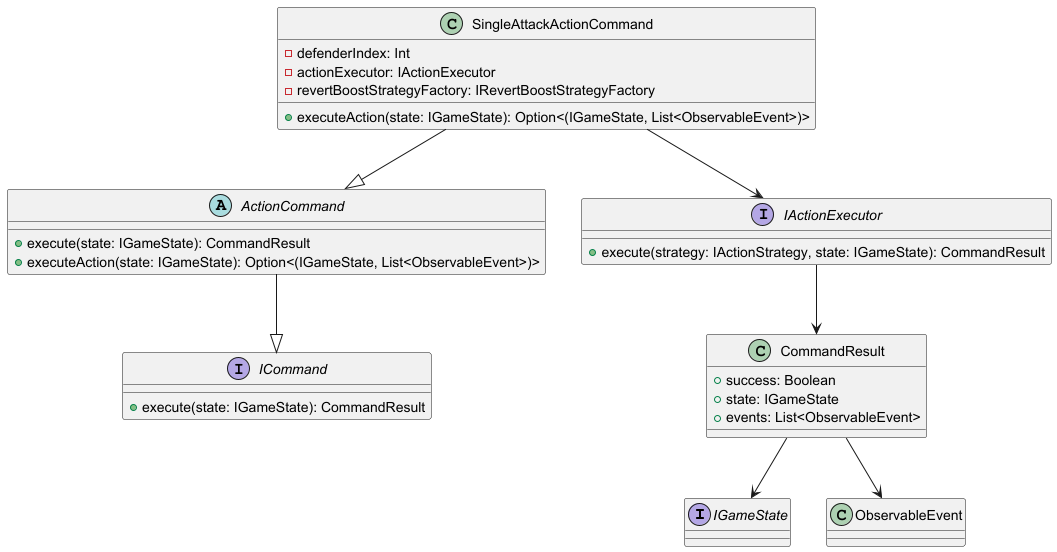 C SingleAttackActionCommand
defenderIndex: Int
actionExecutor: IActionExecutor
revertBoostStrategyFactory: IRevertBoostStrategyFactory
executeAction(state: IGameState): Option<(IGameState, List<ObservableEvent>)>
A ActionCommand
execute(state: IGameState): CommandResult
executeAction(state: IGameState): Option<(IGameState, List<ObservableEvent>)>
I IActionExecutor
execute(strategy: IActionStrategy, state: IGameState): CommandResult
I ICommand
execute(state: IGameState): CommandResult
C CommandResult
success: Boolean
state: IGameState
events: List<ObservableEvent>
I IGameState
C ObservableEvent